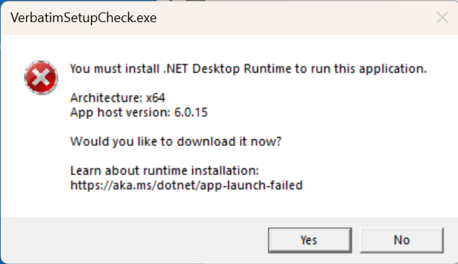 VerbatimSetupCheck.exe
You must install .NET Desktop Runtime to run this application.
Architecture: x64
App host version: 6.0.15
Would you like to download it now?
Learn about runtime installation:
https://aka.ms/dotnet/app-launch-failed
Yes
No